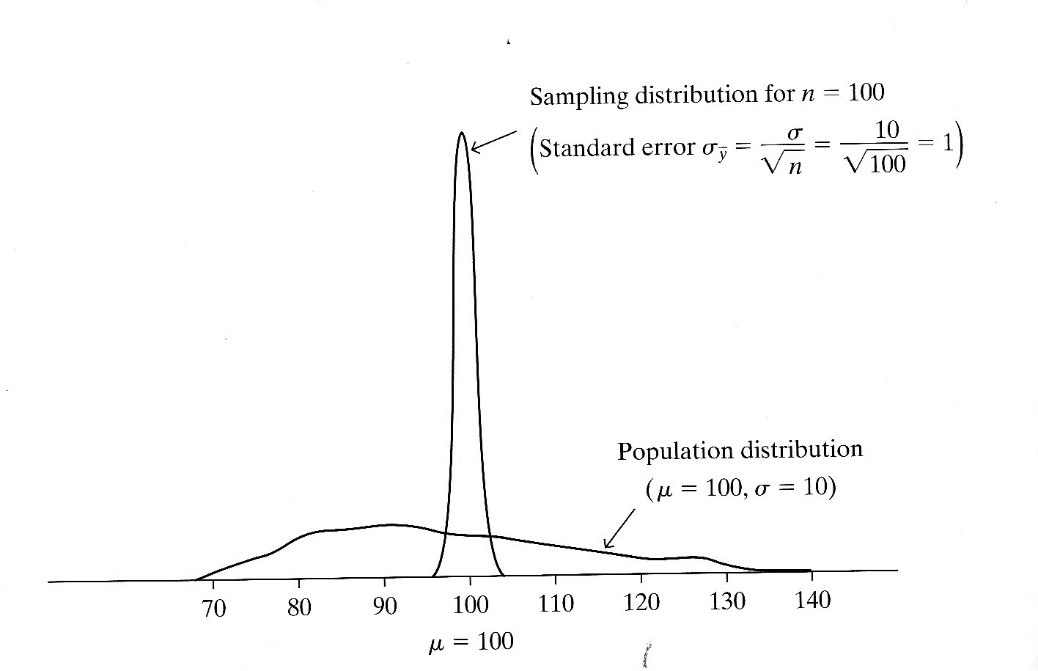 Sampling distribution for n = 100
(Standard error σ_ȳ = σ/√n = 10/√100 = 1)
Population distribution
(μ = 100, σ = 10)
70 80 90 100 110 120 130 140
μ = 100